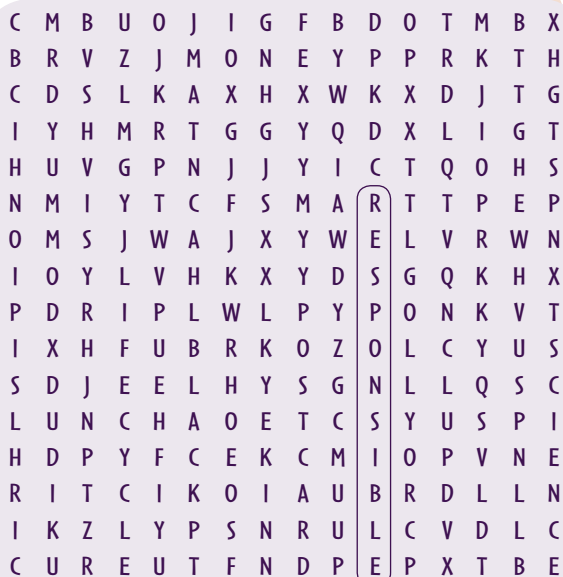 C M B U O J I G F B D O T M B X
B R V Z J M O N E Y P P R K T H
C D S L K A X H X W K X D J T G
I Y H M R T G G Y Q D X L I G T
H U V G P N J J Y I C T Q O H S
N M I Y T C F S M A R T T P E P
O M S J W A J X Y W E L V R W N
I O Y L V H K X Y D S G Q K H X
P D R I P L W L P Y P O N K V T
I X H F U B R K O Z O L C Y U S
S D J E E L H Y S G N L L Q S C
L U N C H A O E T C S Y U S P I
H D P Y F C E K C M I O P V N E
R I T C I K O I A U B R D L L N
I K Z L Y P S N R U L C V D L C
C U R E U T F N D P E P X T B E